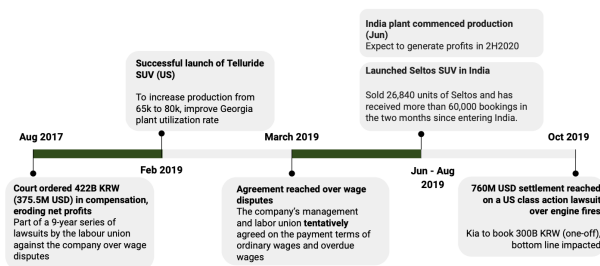 India plant commenced production
(Jun)
Expect to generate profits in 2H2020
Successful launch of Telluride
SUV (US)
To increase production from
65k to 80k, improve Georgia
plant utilization rate
Launched Seltos SUV in India
Sold 26,840 units of Seltos and has
received more than 60,000 bookings in
the two months since entering India.
Aug 2017
March 2019
Oct 2019
Feb 2019
Jun - Aug
2019
Court ordered 422B KRW
(375.5M USD) in compensation,
eroding net profits
Part of a 9-year series of
lawsuits by the labour union
against the company over wage
disputes
Agreement reached over wage
disputes
The company's management
and labor union tentatively
agreed on the payment terms of
ordinary wages and overdue
wages
760M USD settlement reached
on a US class action lawsuit
over engine fires
Kia to book 300B KRW (one-off),
bottom line impacted